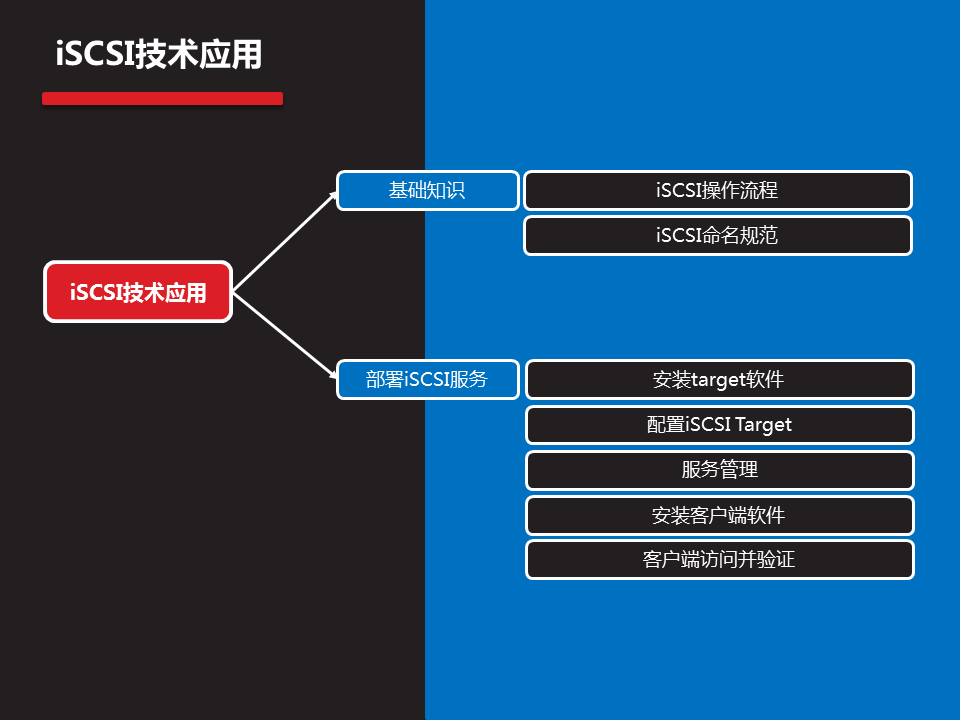 iSCSI技术应用
基础知识
iSCSI操作流程
iSCSI命名规范
iSCSI技术应用
部署iSCSI服务
安装target软件
配置iSCSI Target
服务管理
安装客户端软件
客户端访问并验证